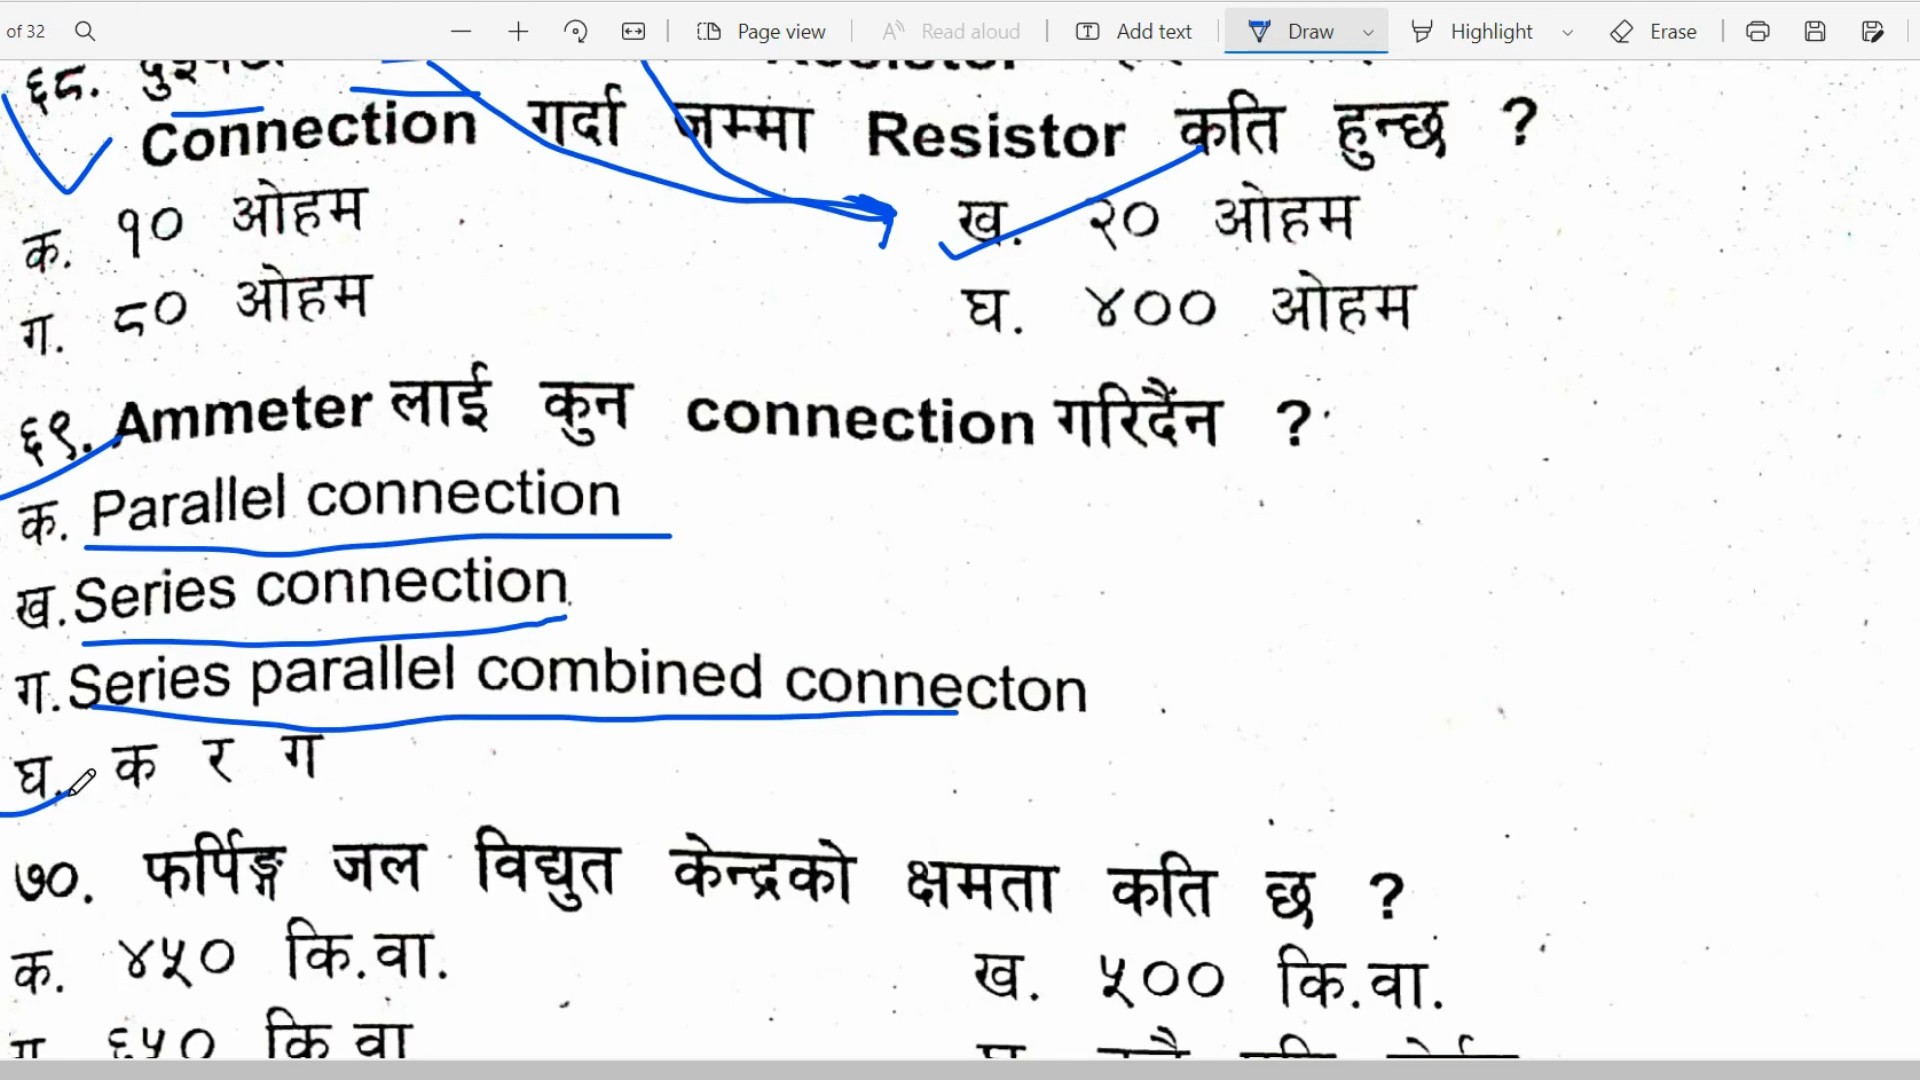 of 32 Page view Read aloud Add text Draw Highlight Erase
६८.
Connection गर्दा जम्मा Resistor कति हुन्छ ?
क. १० ओहम ख. २० ओहम
ग. ८० ओहम घ. ४०० ओहम
६९. Ammeter लाई कुन connection गरिदैंन ?
क. Parallel connection
ख. Series connection
ग. Series parallel combined connecton
घ. क र ग
७०. फर्पिङ्ग जल विद्युत केन्द्रको क्षमता कति छ ?
क. ४५० कि.वा. ख. ५०० कि.वा.
ग ६५० कि वा